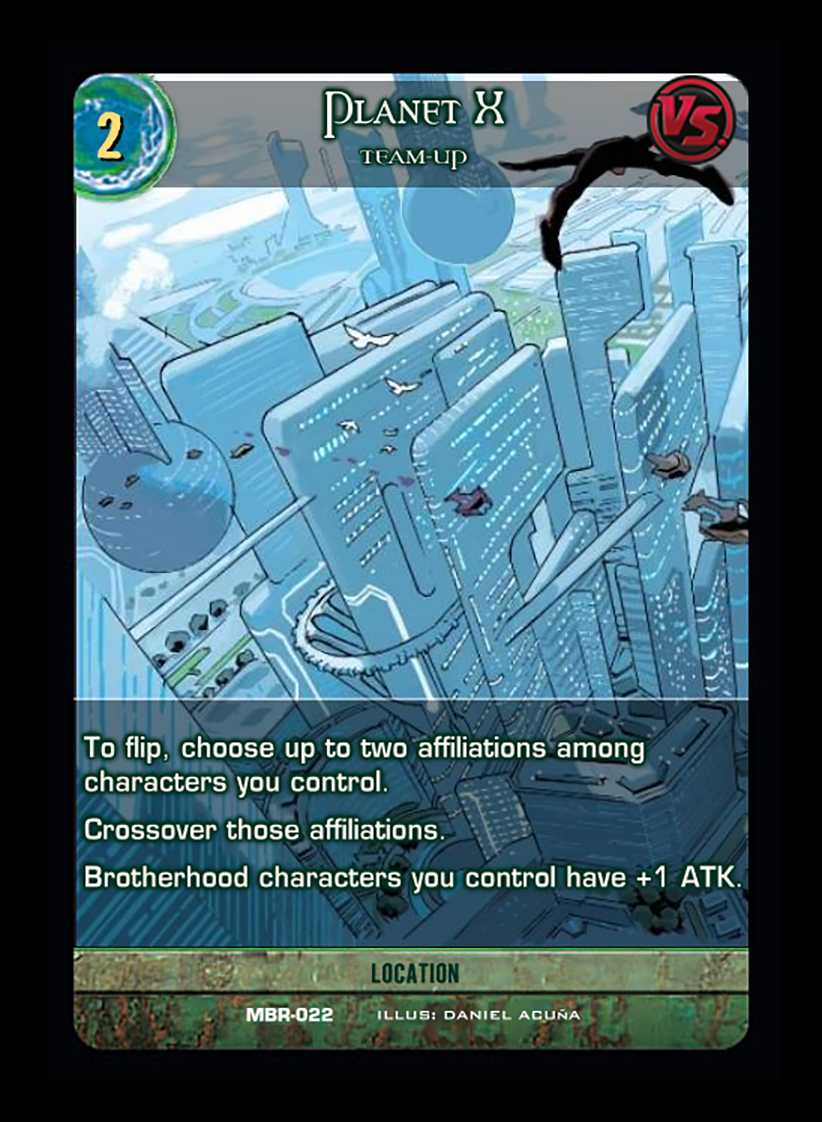 2
Planet X
VS.
TEAM-UP
To flip, choose up to two affiliations among
characters you control.
Crossover those affiliations.
Brotherhood characters you control have +1 ATK.
LOCATION
MBR-022 ILLUS: DANIEL ACUÑA